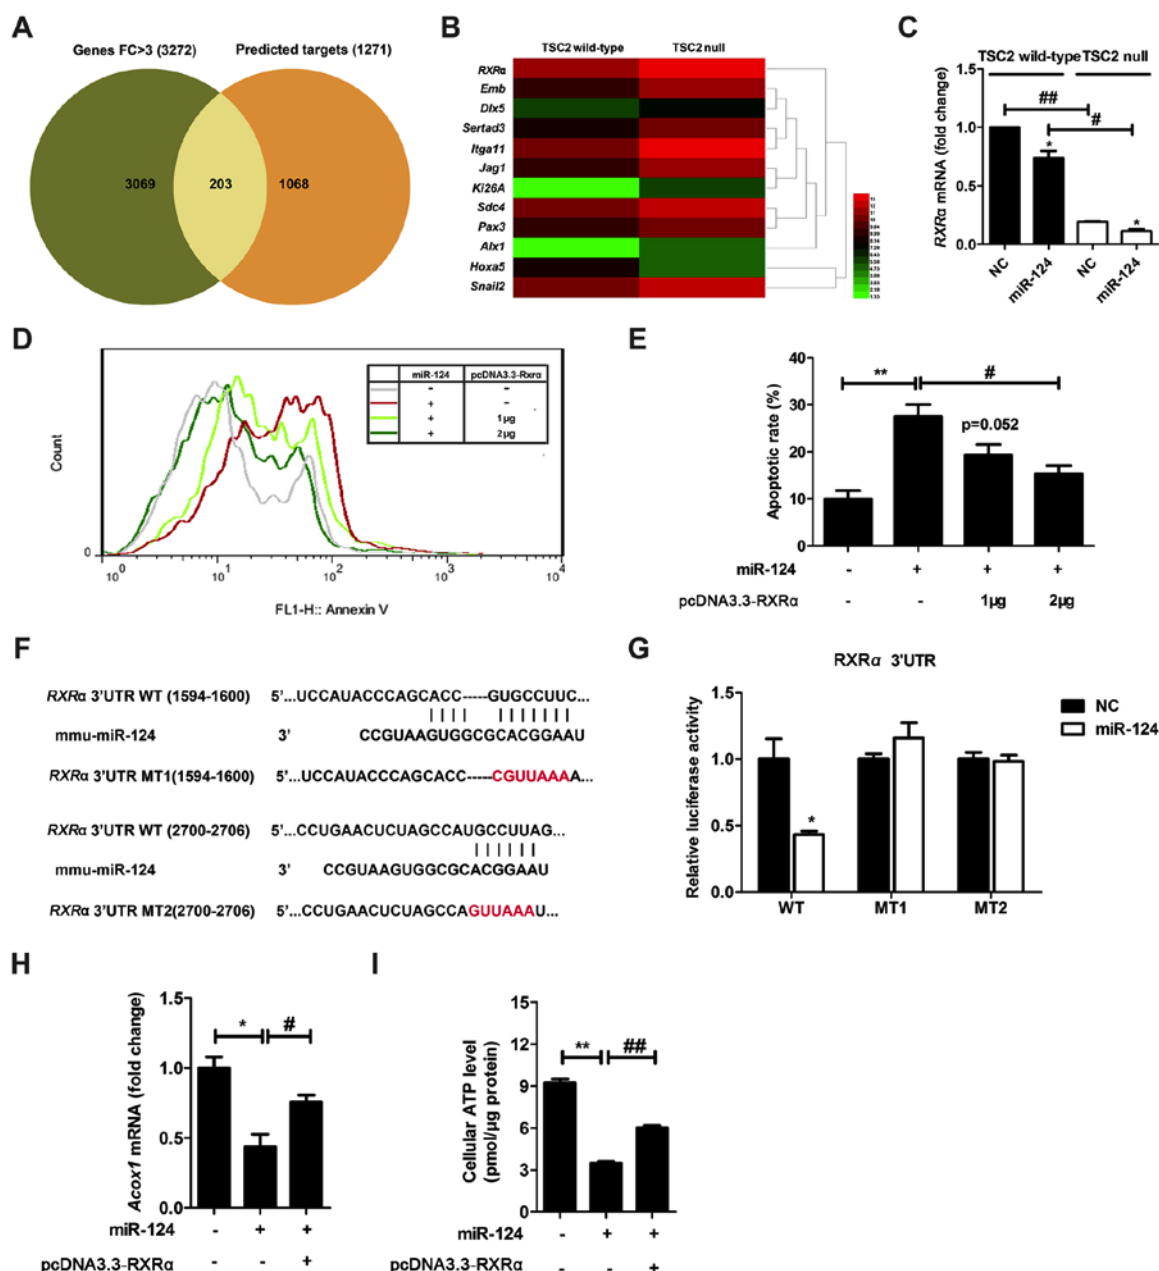 A
Genes FC>3 (3272)
Predicted targets (1271)
3069
203
1068
B
TSC2 wild-type
TSC2 null
RXRα
Emb
Dlx5
Sertad3
Itga11
Jag1
Ki26A
Sdc4
Pax3
Alx1
Hoxa5
Snail2
C
TSC2 wild-type TSC2 null
RXRα mRNA (fold change)
1.5
1.0
0.5
0.0
##
#
*
*
NC
miR-124
NC
miR-124
D
Count
0
10^0
10^1
10^2
10^3
10^4
FL1-H:: Annexin V
miR-124 pcDNA3.3-Rxrα
- -
+ -
+ 1µg
+ 2µg
E
Apoptotic rate (%)
40
30
20
10
0
**
#
p=0.052
miR-124 - + + +
pcDNA3.3-RXRα - - 1µg 2µg
F
RXRα 3'UTR WT (1594-1600) 5'...UCCAUACCCAGCACC-----GUGCCUUC...
mmu-miR-124 3' CCGUAAGUGGCGCACGGAAU
RXRα 3'UTR MT1(1594-1600) 5'...UCCAUACCCAGCACC-----CGUUAAAA...
RXRα 3'UTR WT (2700-2706) 5'...CCUGAACUCUAGCCAUGCCUUAG...
mmu-miR-124 3' CCGUAAGUGGCGCACGGAAU
RXRα 3'UTR MT2(2700-2706) 5'...CCUGAACUCUAGCCAGUUAAAU...
G
RXRα 3'UTR
Relative luciferase activity
1.5
1.0
0.5
0.0
*
WT
MT1
MT2
NC
miR-124
H
Acox1 mRNA (fold change)
1.5
1.0
0.5
0.0
*
#
miR-124 - + +
pcDNA3.3-RXRα - - +
I
Cellular ATP level
(pmol/µg protein)
15
12
9
6
3
0
**
##
miR-124 - + +
pcDNA3.3-RXRα - - +